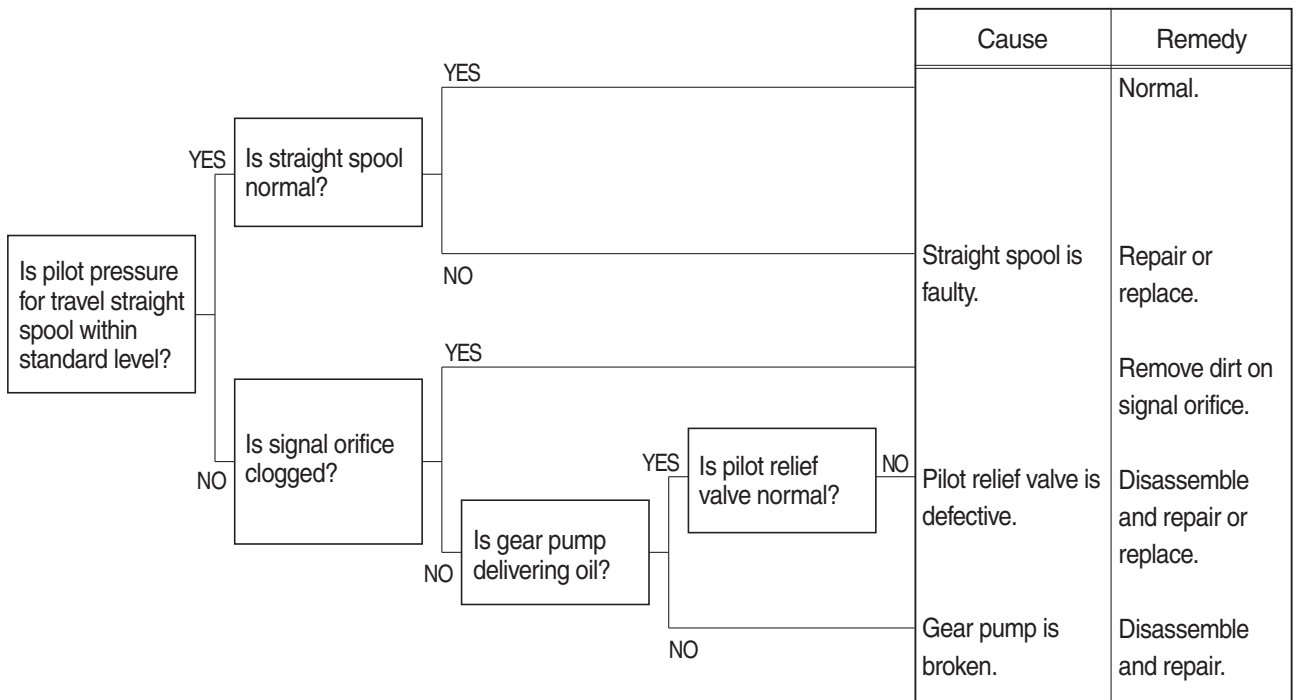 Cause
Remedy
YES
Normal.
YES
Is straight spool
normal?
NO
Straight spool is
faulty.
Repair or
replace.
Is pilot pressure
for travel straight
spool within
standard level?
YES
Remove dirt on
signal orifice.
NO
Is signal orifice
clogged?
YES
Is pilot relief
valve normal?
NO
Pilot relief valve is
defective.
Disassemble
and repair or
replace.
NO
Is gear pump
delivering oil?
NO
Gear pump is
broken.
Disassemble
and repair.